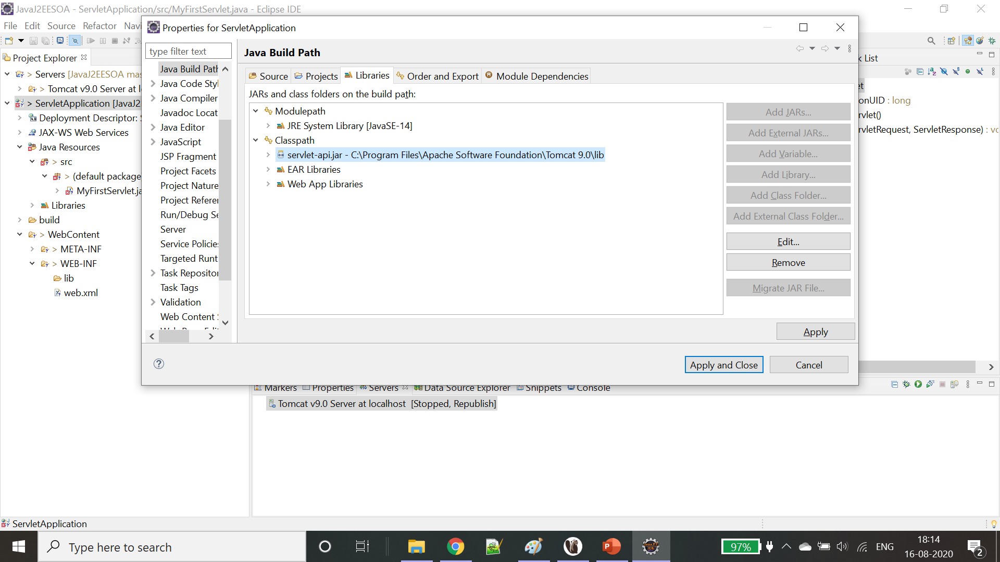 JavaJ2EESOA - ServletApplication/src/MyFirstServlet.java - Eclipse IDE
File Edit Source Refactor Navi
Project Explorer
> Servers [JavaJ2EESOA mas
> Tomcat v9.0 Server at l
> ServletApplication [JavaJ2
Deployment Descriptor: S
JAX-WS Web Services
Java Resources
> src
> (default package
MyFirstServlet.ja
Libraries
build
> WebContent
> META-INF
> WEB-INF
lib
web.xml
Properties for ServletApplication
type filter text
Java Build Path
Java Code Styl
Java Compiler
Javadoc Locat
Java Editor
JavaScript
JSP Fragment
Project Facets
Project Nature
Project Referen
Run/Debug Se
Server
Service Policies
Targeted Runt
Task Repositor
Task Tags
Validation
Web Content S
Java Build Path
Source Projects Libraries Order and Export Module Dependencies
JARs and class folders on the build path:
Modulepath
JRE System Library [JavaSE-14]
Classpath
servlet-api.jar - C:\Program Files\Apache Software Foundation\Tomcat 9.0\lib
EAR Libraries
Web App Libraries
Add JARs...
Add External JARs...
Add Variable...
Add Library...
Add Class Folder...
Add External Class Folder...
Edit...
Remove
Migrate JAR File...
Apply
Apply and Close Cancel
k List
et
onUID : long
rvlet()
rvletRequest, ServletResponse) : vo
Markers Properties Servers Data Source Explorer Snippets Console
Tomcat v9.0 Server at localhost [Stopped, Republish]
ServletApplication
Type here to search
97%
ENG
18:14
16-08-2020
2